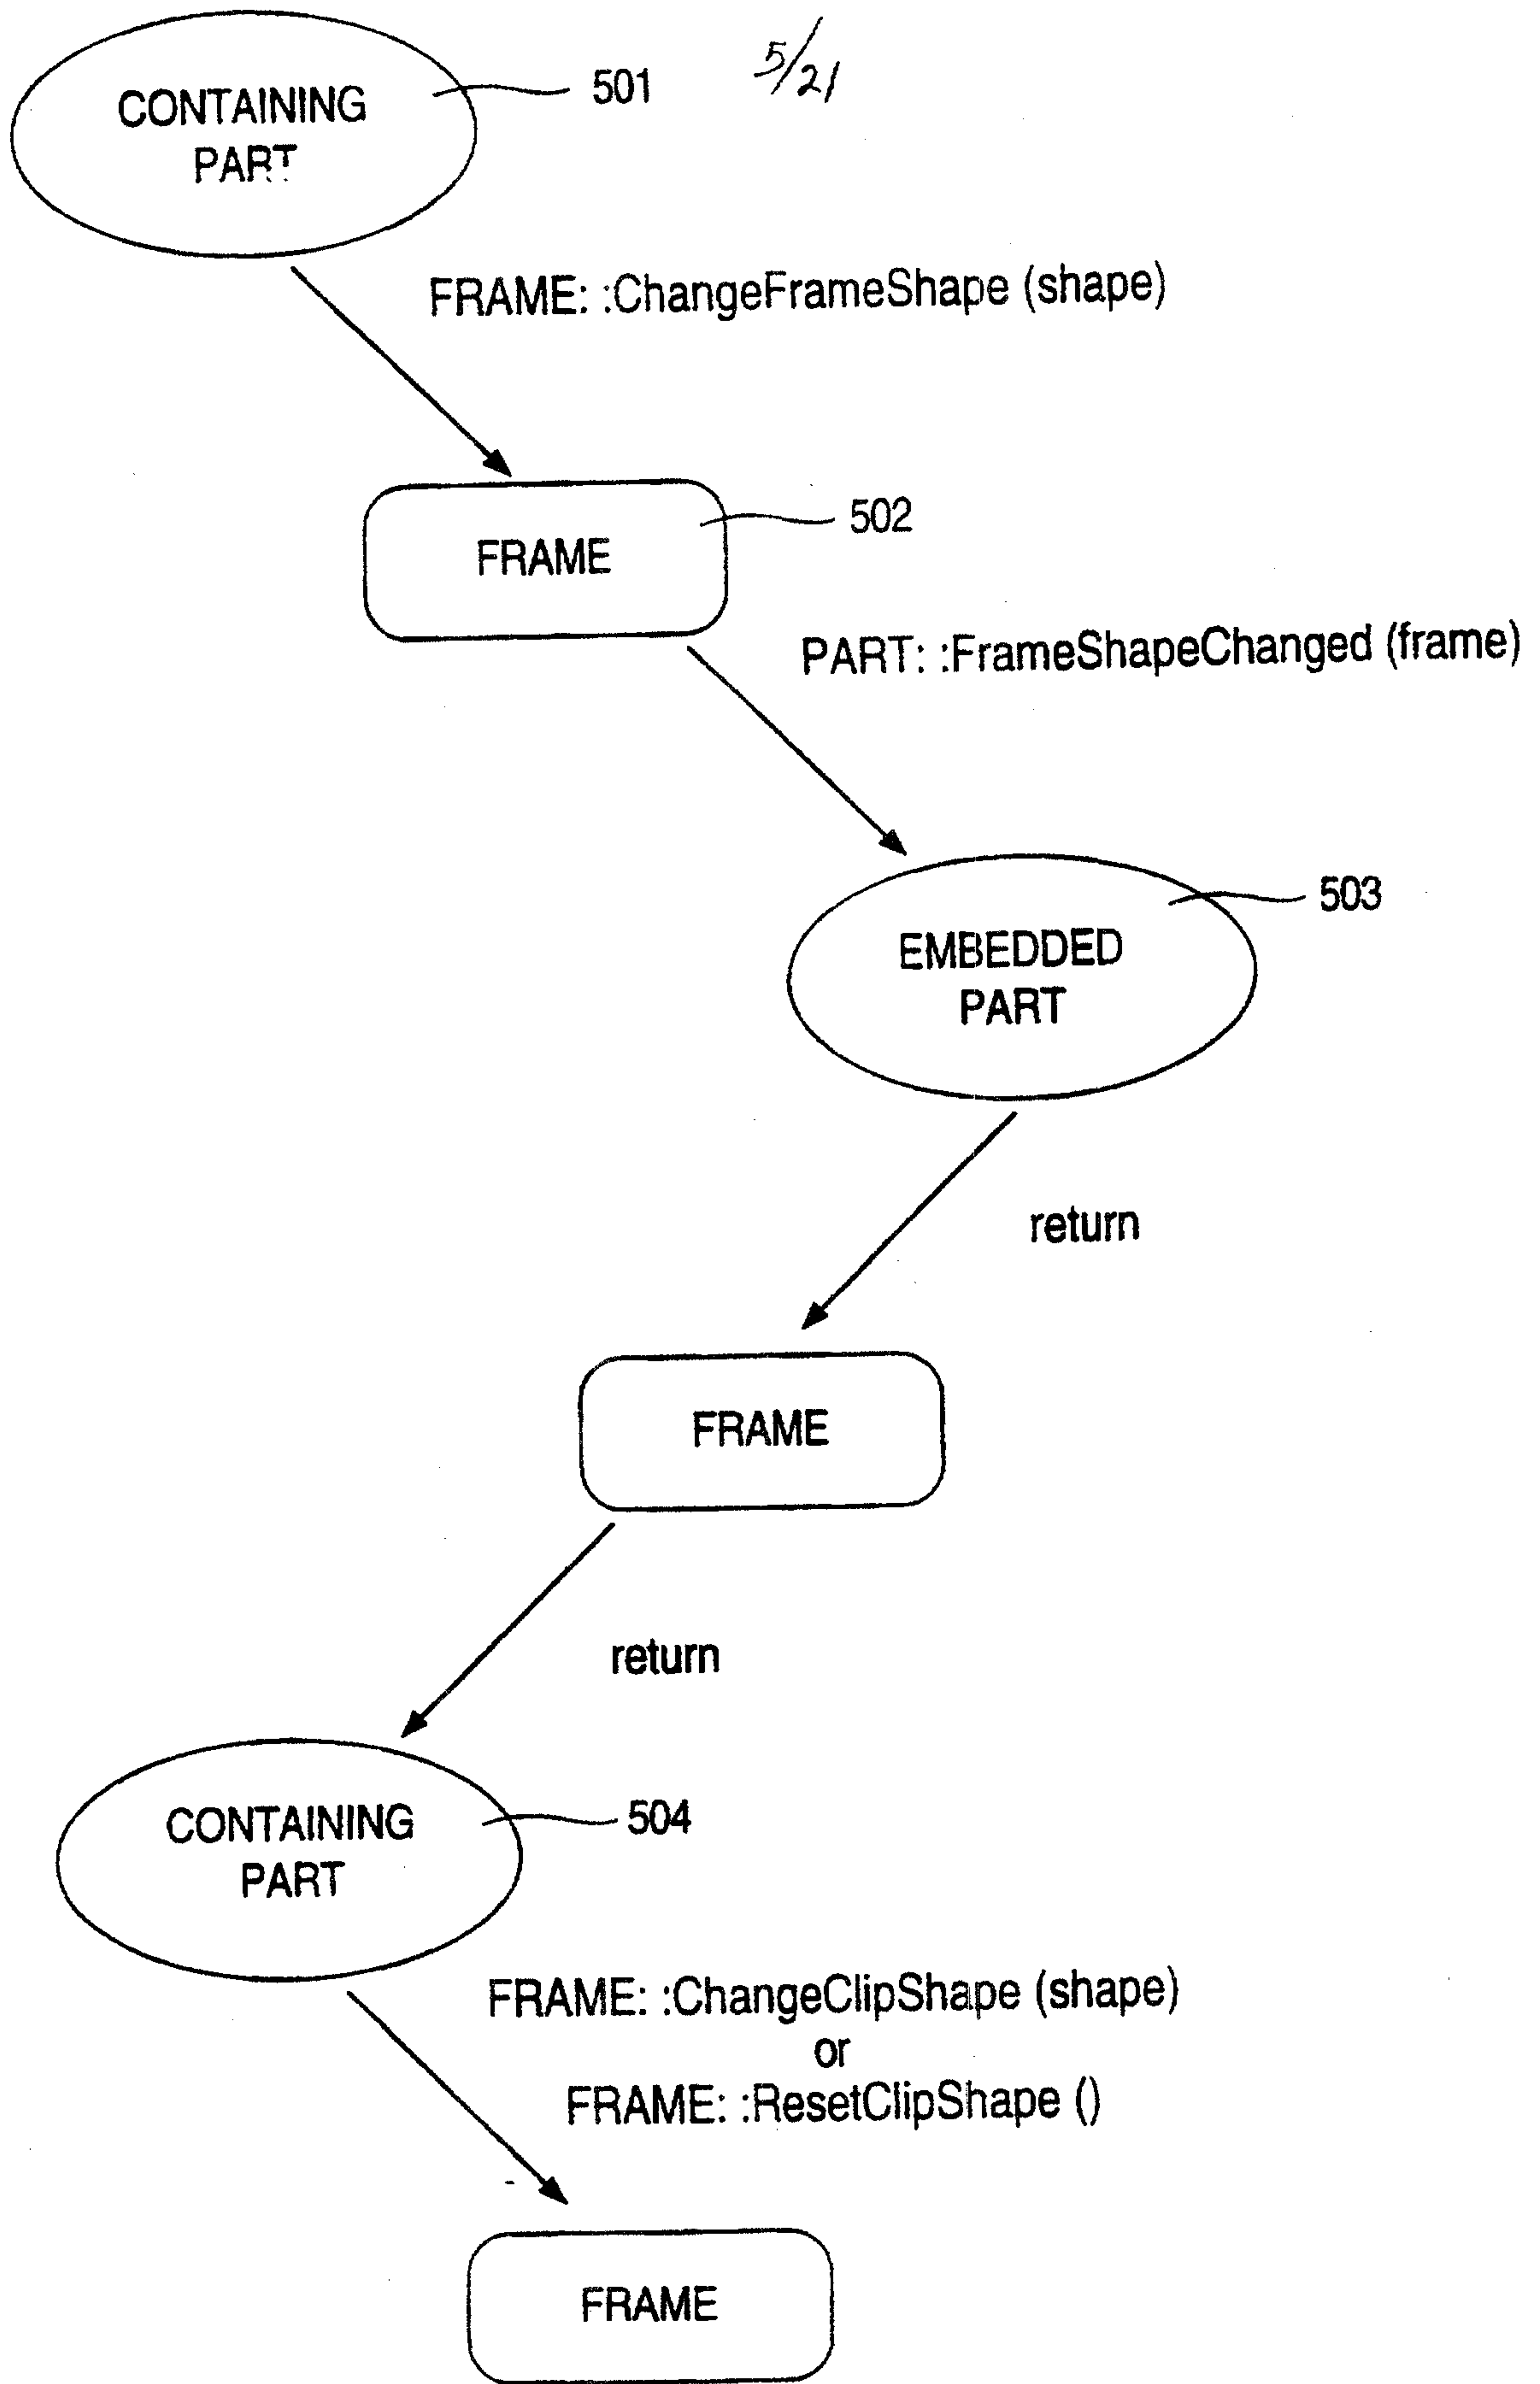 5/21
CONTAINING
PART
501
FRAME: :ChangeFrameShape (shape)
FRAME
502
PART: :FrameShapeChanged (frame)
EMBEDDED
PART
503
return
FRAME
return
CONTAINING
PART
504
FRAME: :ChangeClipShape (shape)
or
FRAME: :ResetClipShape ()
FRAME